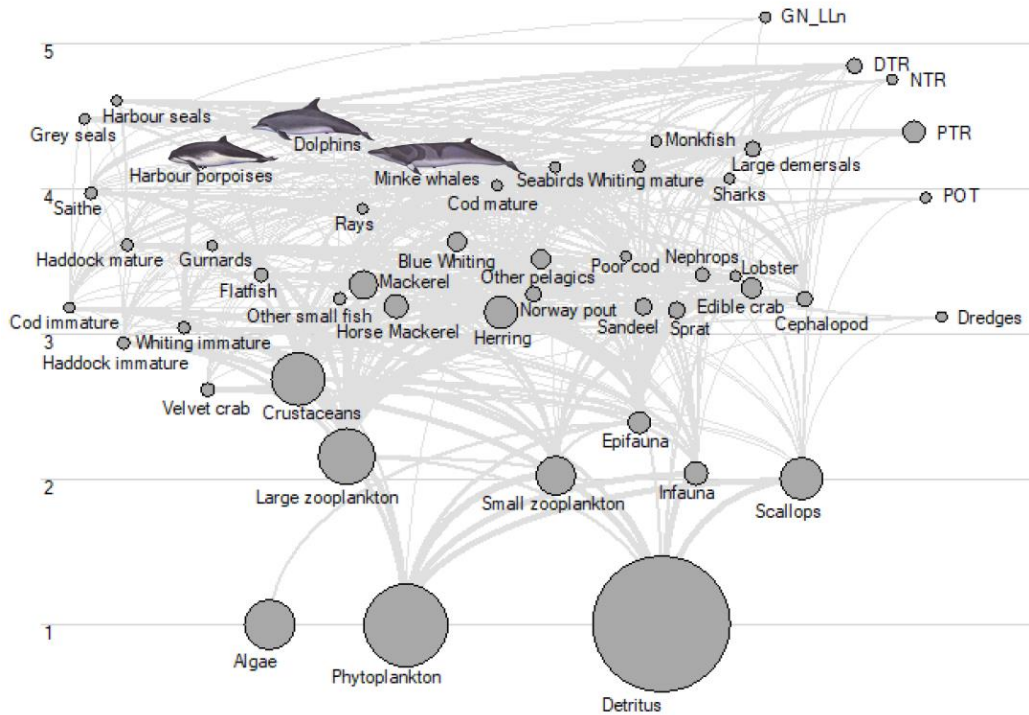 GN_LLn
5
DTR
NTR
Harbour seals
Grey seals
Dolphins
Monkfish
PTR
Large demersals
Harbour porpoises
Minke whales
Seabirds
Whiting mature
Sharks
4
Saithe
Cod mature
POT
Rays
Haddock mature
Gurnards
Blue Whiting
Other pelagics
Poor cod
Nephrops
Lobster
Flatfish
Mackerel
Edible crab
Cephalopod
Other small fish
Norway pout
Cod immature
Horse Mackerel
Herring
Sandeel
Sprat
Dredges
3
Whiting immature
Haddock immature
Velvet crab
Crustaceans
Epifauna
2
Large zooplankton
Small zooplankton
Infauna
Scallops
1
Algae
Phytoplankton
Detritus